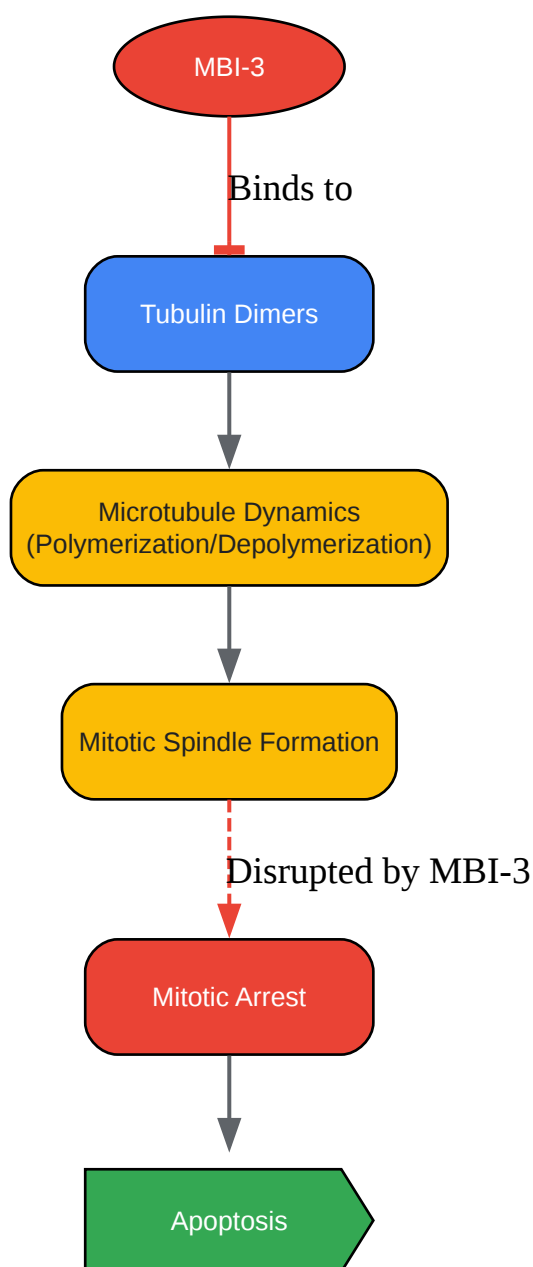 MBI-3
Binds to
Tubulin Dimers
Microtubule Dynamics
(Polymerization/Depolymerization)
Mitotic Spindle Formation
Disrupted by MBI-3
Mitotic Arrest
Apoptosis